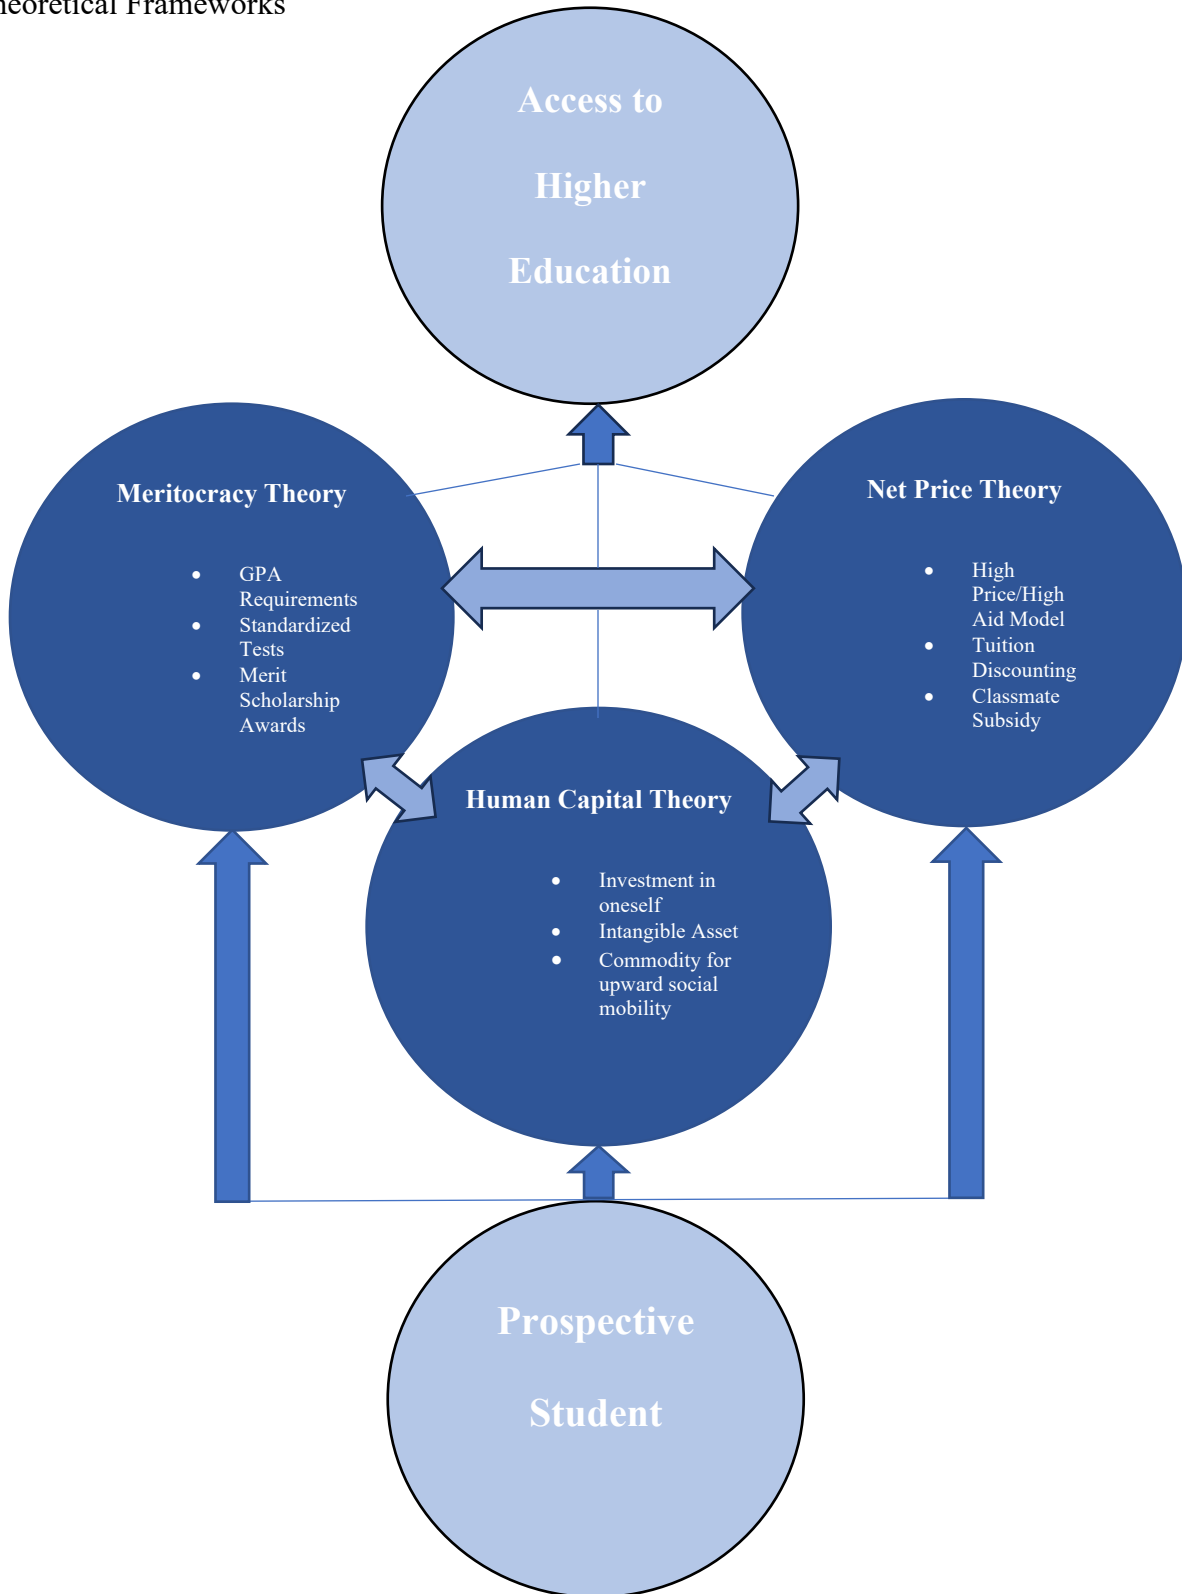 Frameworks
Access to
Higher
Education
Meritocracy Theory
• GPA
Requirements
• Standardized
Tests
• Merit
Scholarship
Awards
Net Price Theory
• High
Price/High
Aid Model
• Tuition
Discounting
• Classmate
Subsidy
Human Capital Theory
• Investment in
oneself
• Intangible Asset
• Commodity for
upward social
mobility
Prospective
Student